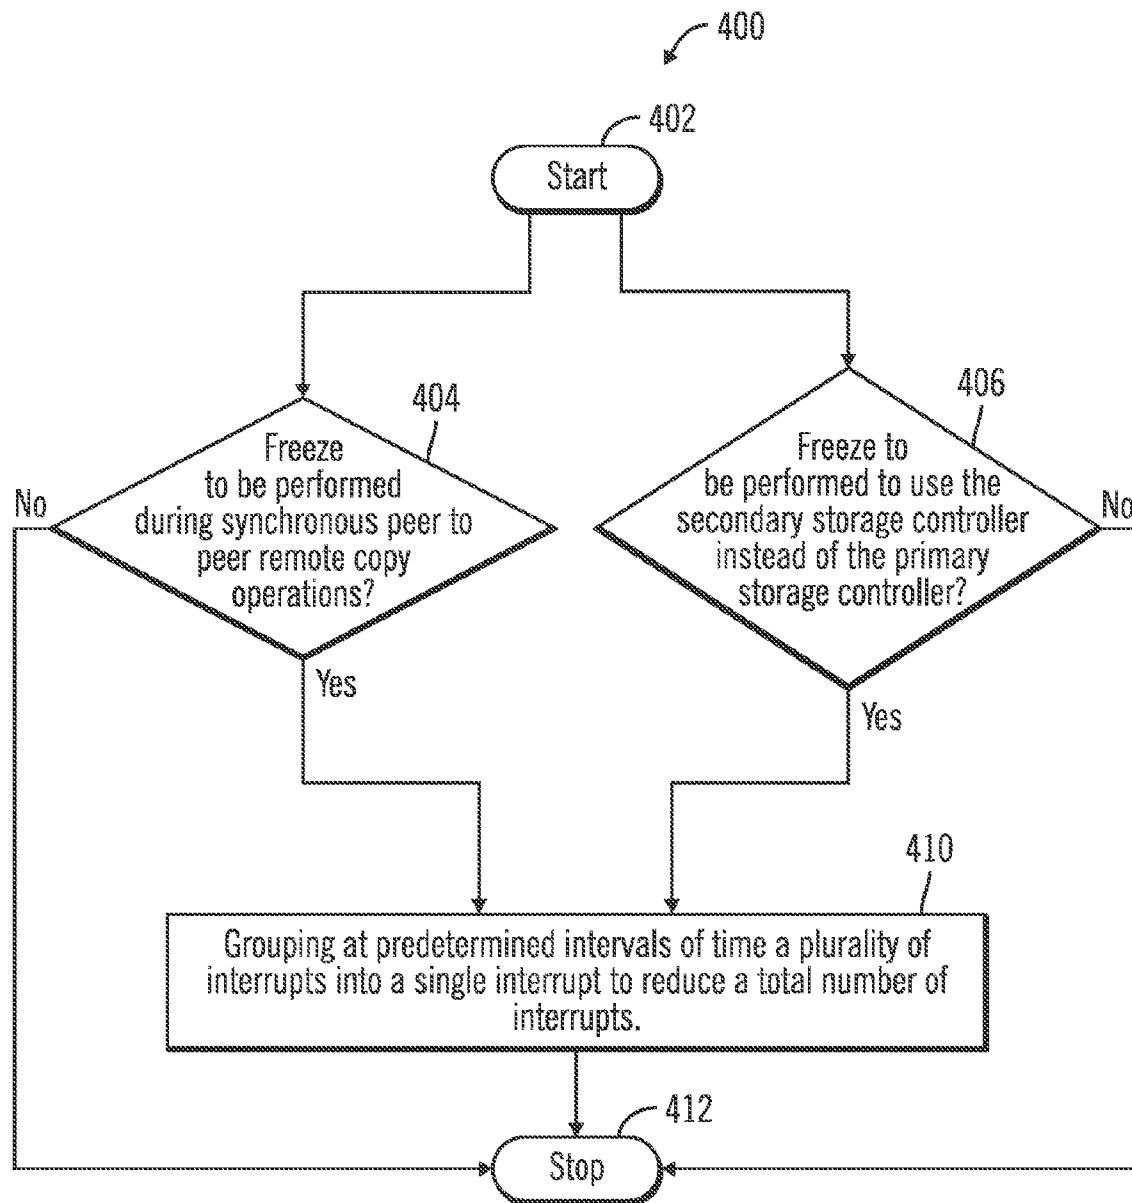 400
402
Start
404
Freeze
to be performed
during synchronous peer to
peer remote copy
operations?
No
Yes
406
Freeze to
be performed to use the
secondary storage controller
instead of the primary
storage controller?
No
Yes
410
Grouping at predetermined intervals of time a plurality of
interrupts into a single interrupt to reduce a total number of
interrupts.
412
Stop